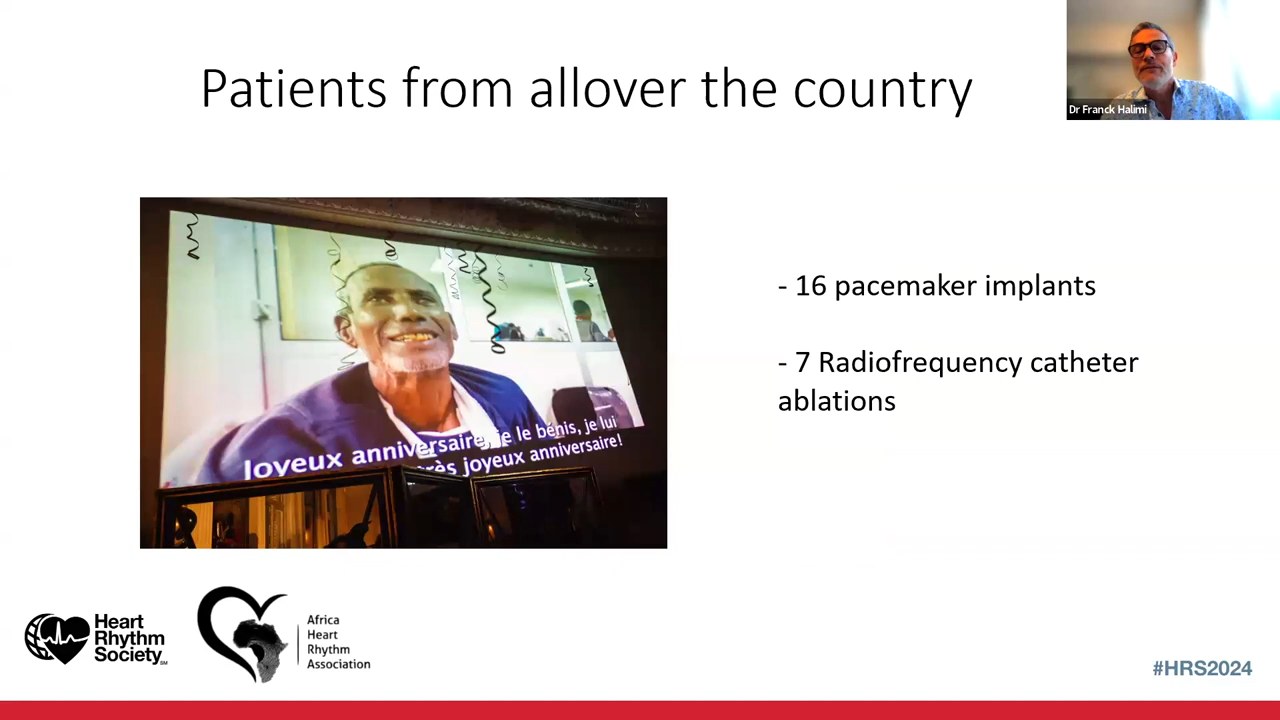 Patients from allover the country
Dr Franck Halimi
- 16 pacemaker implants
- 7 Radiofrequency catheter
ablations
Joyeux anniversaire, je le bénis, je lui
très joyeux anniversaire!
Heart
Rhythm
Society
SM
Africa
Heart
Rhythm
Association
#HRS2024